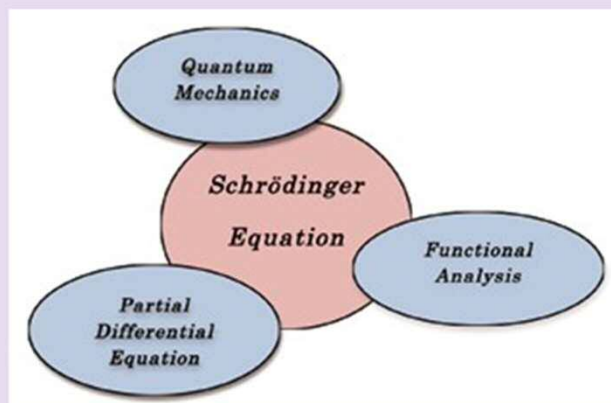 Quantum
Mechanics
Schrödinger
Equation
Functional
Analysis
Partial
Differential
Equation